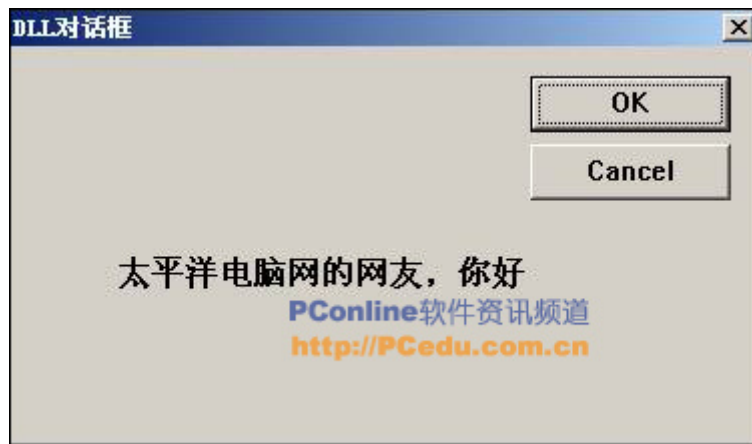 DLL对话框
OK
Cancel
太平洋电脑网的网友，你好
PConline软件资讯频道
http://PCedu.com.cn